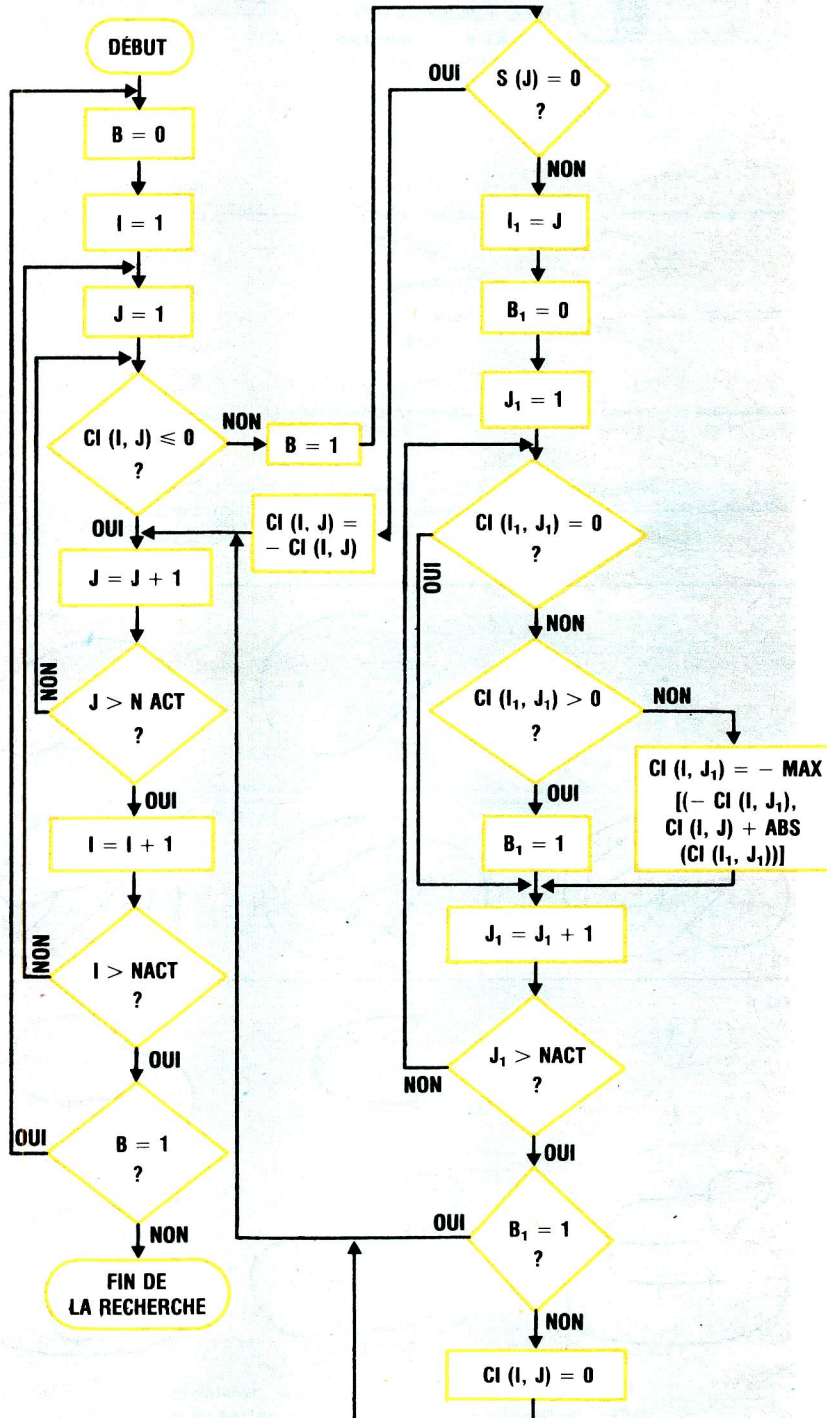 DÉBUT
B = 0
I = 1
J = 1
CI (I, J) ≤ 0
?
NON
B = 1
OUI
J = J + 1
J > N ACT
?
NON
OUI
I = I + 1
I > NACT
?
NON
OUI
B = 1
?
OUI
NON
FIN DE
LA RECHERCHE
CI (I, J) =
– CI (I, J)
S (J) = 0
?
OUI
NON
I₁ = J
B₁ = 0
J₁ = 1
CI (I₁, J₁) = 0
?
OUI
NON
CI (I₁, J₁) > 0
?
NON
CI (I, J₁) = – MAX
[(– CI (I, J₁),
CI (I, J) + ABS
(CI (I₁, J₁))]
OUI
B₁ = 1
J₁ = J₁ + 1
J₁ > NACT
?
NON
OUI
B₁ = 1
?
OUI
NON
CI (I, J) = 0